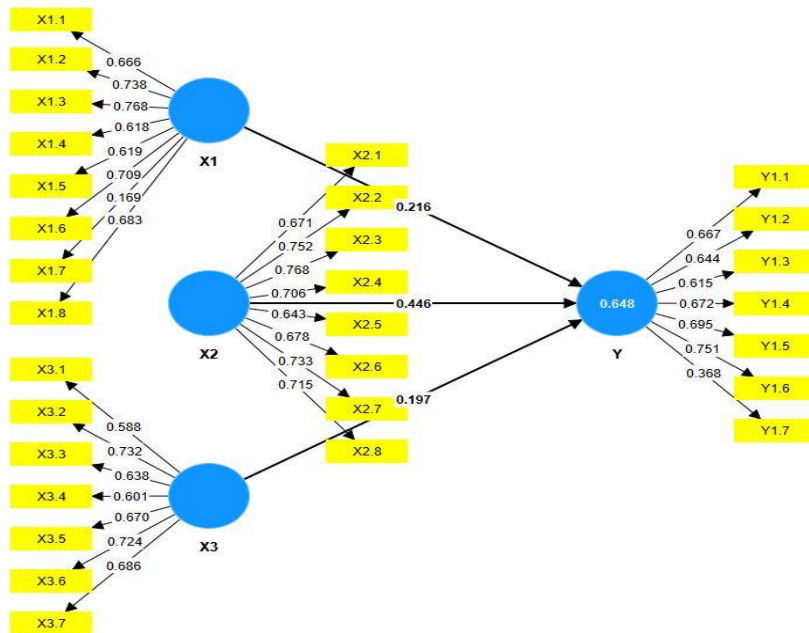 X1.1
X1.2
X1.3
X1.4
X1.5
X1.6
X1.7
X1.8
0.666
0.738
0.768
0.618
0.619
0.709
0.169
0.683
X1
X2.1
X2.2
X2.3
X2.4
X2.5
X2.6
X2.7
X2.8
0.671
0.752
0.768
0.706
0.643
0.678
0.733
0.715
X2
X3.1
X3.2
X3.3
X3.4
X3.5
X3.6
X3.7
0.588
0.732
0.638
0.601
0.670
0.724
0.686
X3
0.216
0.446
0.197
0.648
Y
0.667
0.644
0.615
0.672
0.695
0.751
0.368
Y1.1
Y1.2
Y1.3
Y1.4
Y1.5
Y1.6
Y1.7